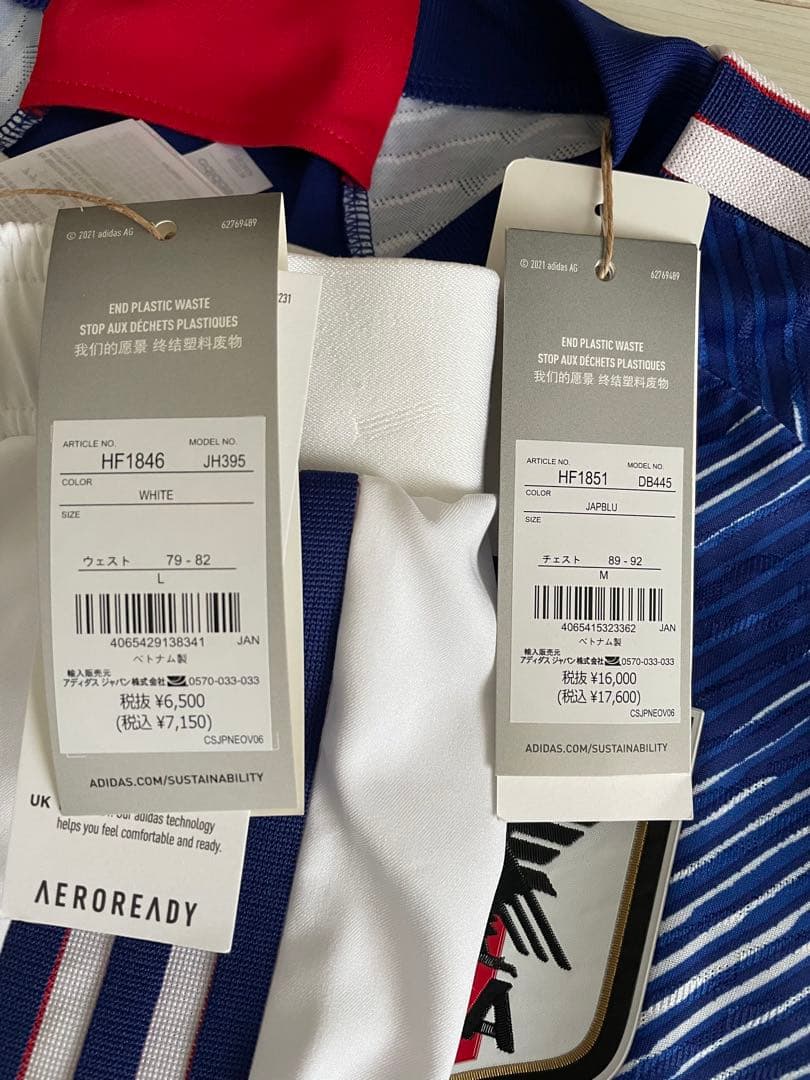 © 2021 adidas AG
62769489
END PLASTIC WASTE
STOP AUX DÉCHETS PLASTIQUES
我们的愿景 终结塑料废物
ARTICLE NO.
MODEL NO.
HF1846
JH395
COLOR
WHITE
SIZE
ウェスト 79 - 82
L
4065429138341
JAN
ベトナム製
輸入販売元
アディダス ジャパン株式会社 0570-033-033
税抜 ¥6,500
(税込 ¥7,150)
CSJPNEOV06
ADIDAS.COM/SUSTAINABILITY
231
UK
our adidas technology
helps you feel comfortable and ready.
AEROREADY
© 2021 adidas AG
62769489
END PLASTIC WASTE
STOP AUX DÉCHETS PLASTIQUES
我们的愿景 终结塑料废物
ARTICLE NO.
MODEL NO.
HF1851
DB445
COLOR
JAPBLU
SIZE
チェスト 89 - 92
M
4065415323362
JAN
ベトナム製
輸入販売元
アディダス ジャパン株式会社 0570-033-033
税抜 ¥16,000
(税込 ¥17,600)
CSJPNEOV06
ADIDAS.COM/SUSTAINABILITY
A